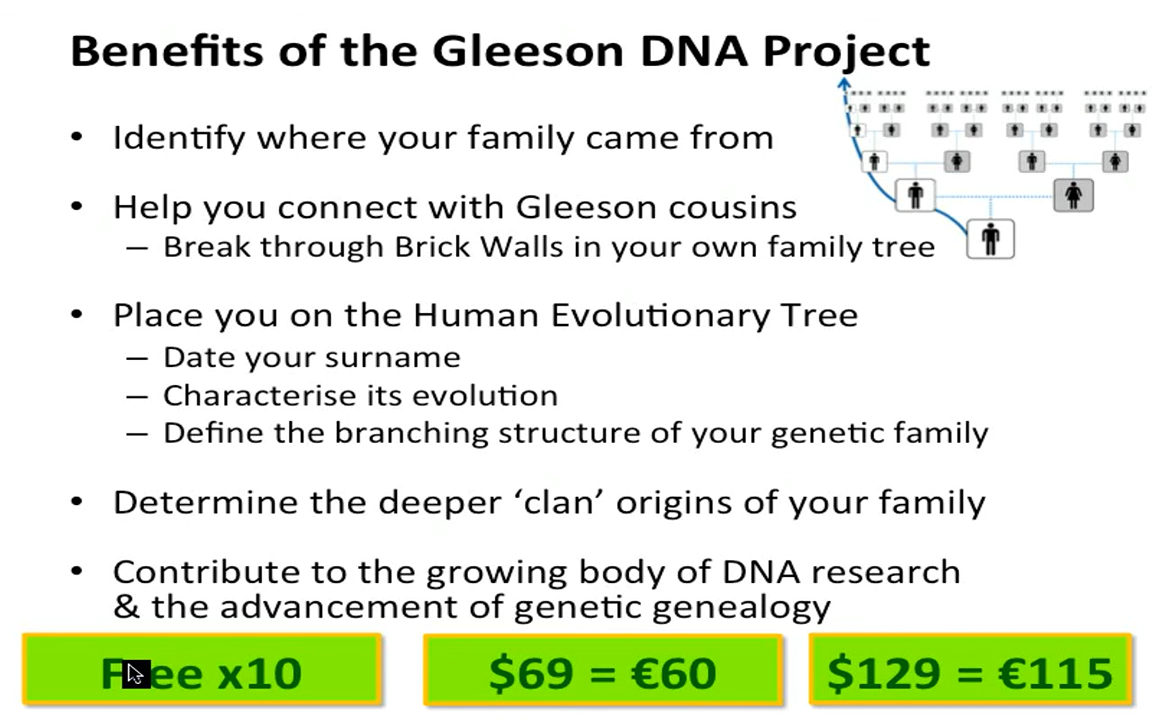 Benefits of the Gleeson DNA Project
• Identify where your family came from
• Help you connect with Gleeson cousins
– Break through Brick Walls in your own family tree
• Place you on the Human Evolutionary Tree
– Date your surname
– Characterise its evolution
– Define the branching structure of your genetic family
• Determine the deeper ‘clan’ origins of your family
• Contribute to the growing body of DNA research
& the advancement of genetic genealogy
Free x10
$69 = €60
$129 = €115